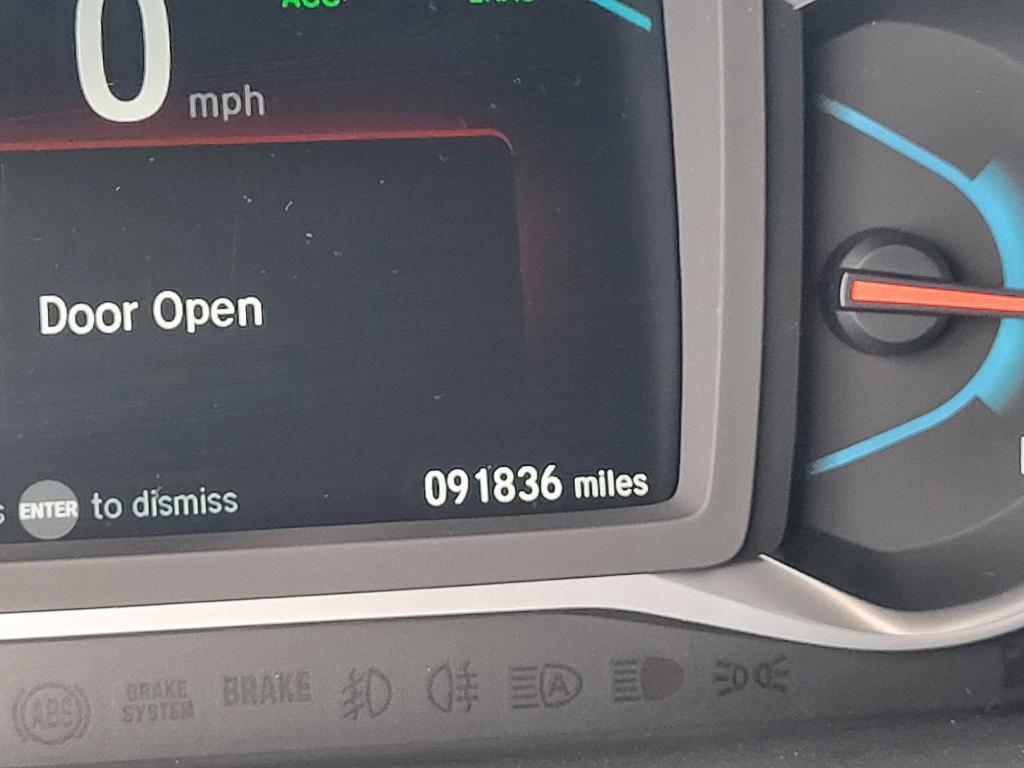 0 mph
Door Open
ENTER to dismiss
091836 miles
ABS
BRAKE
SYSTEM
BRAKE
A